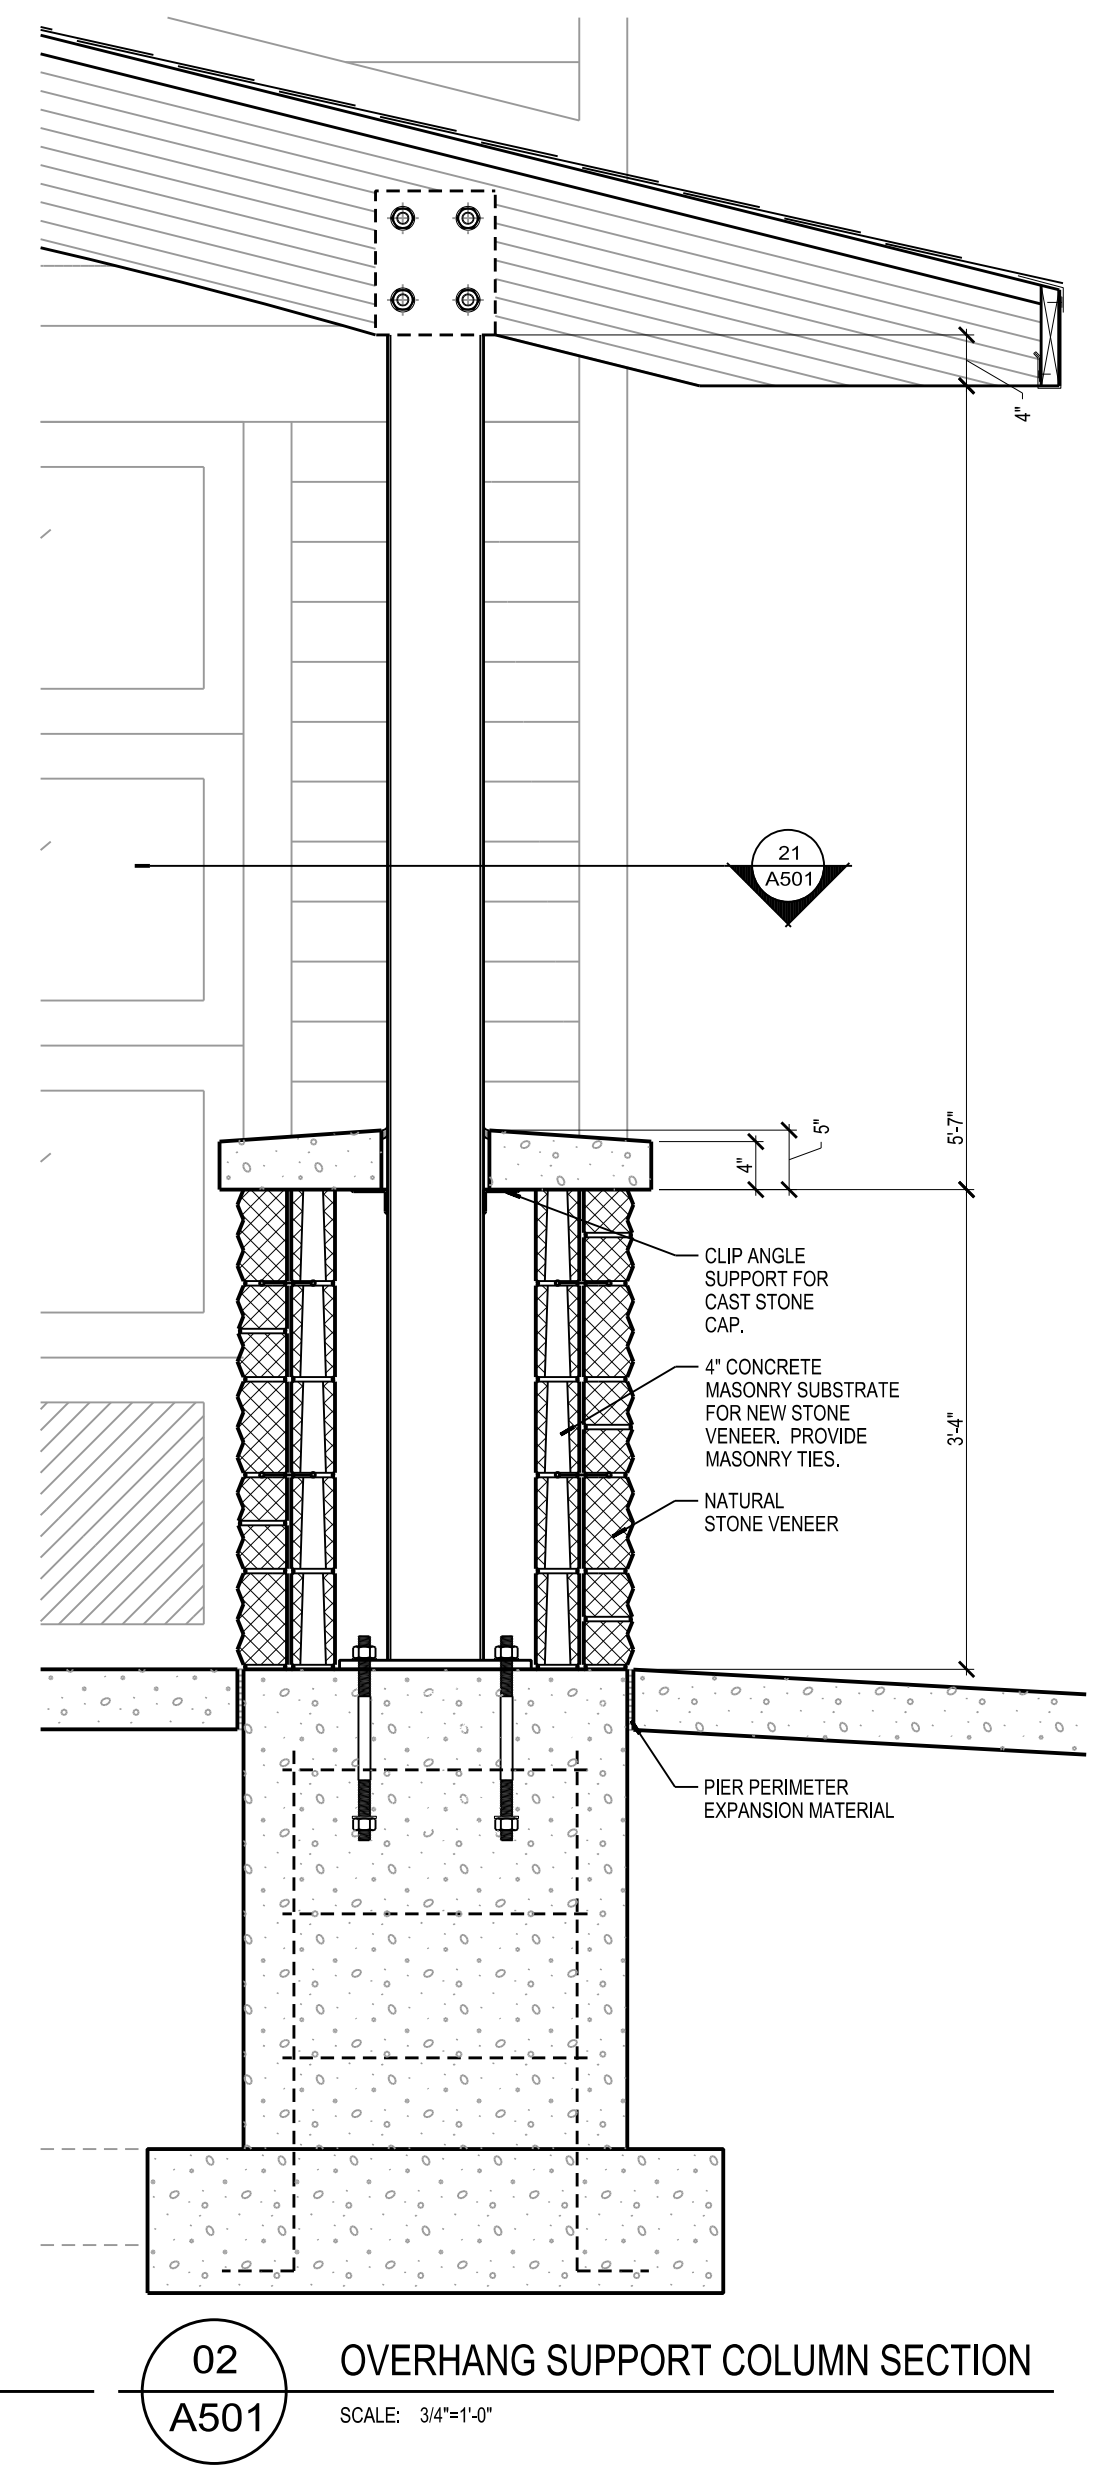 4"
21
A501
5"
4"
5'-7"
CLIP ANGLE
SUPPORT FOR
CAST STONE
CAP.
4" CONCRETE
MASONRY SUBSTRATE
FOR NEW STONE
VENEER.  PROVIDE
MASONRY TIES.
3'-4"
NATURAL
STONE VENEER
PIER PERIMETER
EXPANSION MATERIAL
02
A501
OVERHANG SUPPORT COLUMN SECTION
SCALE:   3/4"=1'-0"